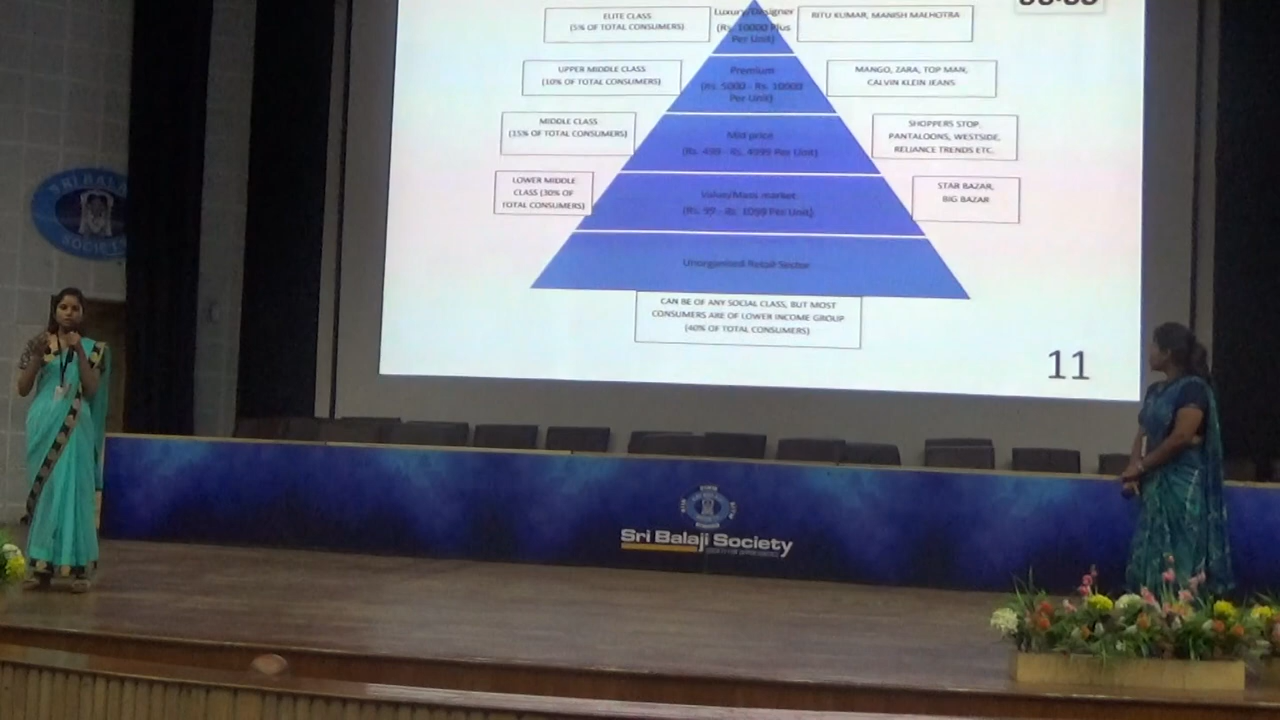 ELITE CLASS
(5% OF TOTAL CONSUMERS)
Luxury/Designer
(Rs. 10000 Plus
Per Unit)
RITU KUMAR, MANISH MALHOTRA
UPPER MIDDLE CLASS
(10% OF TOTAL CONSUMERS)
Premium
(Rs. 5000 - Rs. 10000
Per Unit)
MANGO, ZARA, TOP MAN,
CALVIN KLEIN JEANS
MIDDLE CLASS
(15% OF TOTAL CONSUMERS)
Mid price
(Rs. 499 - Rs. 4999 Per Unit)
SHOPPERS STOP,
PANTALOONS, WESTSIDE,
RELIANCE TRENDS ETC.
LOWER MIDDLE
CLASS (30% OF
TOTAL CONSUMERS)
Value/Mass market
(Rs. 99 - Rs. 1099 Per Unit)
STAR BAZAR,
BIG BAZAR
Unorganised Retail Sector
CAN BE OF ANY SOCIAL CLASS, BUT MOST
CONSUMERS ARE OF LOWER INCOME GROUP
(40% OF TOTAL CONSUMERS)
11
SRI BALA
SOCIETY
Sri Balaji Society